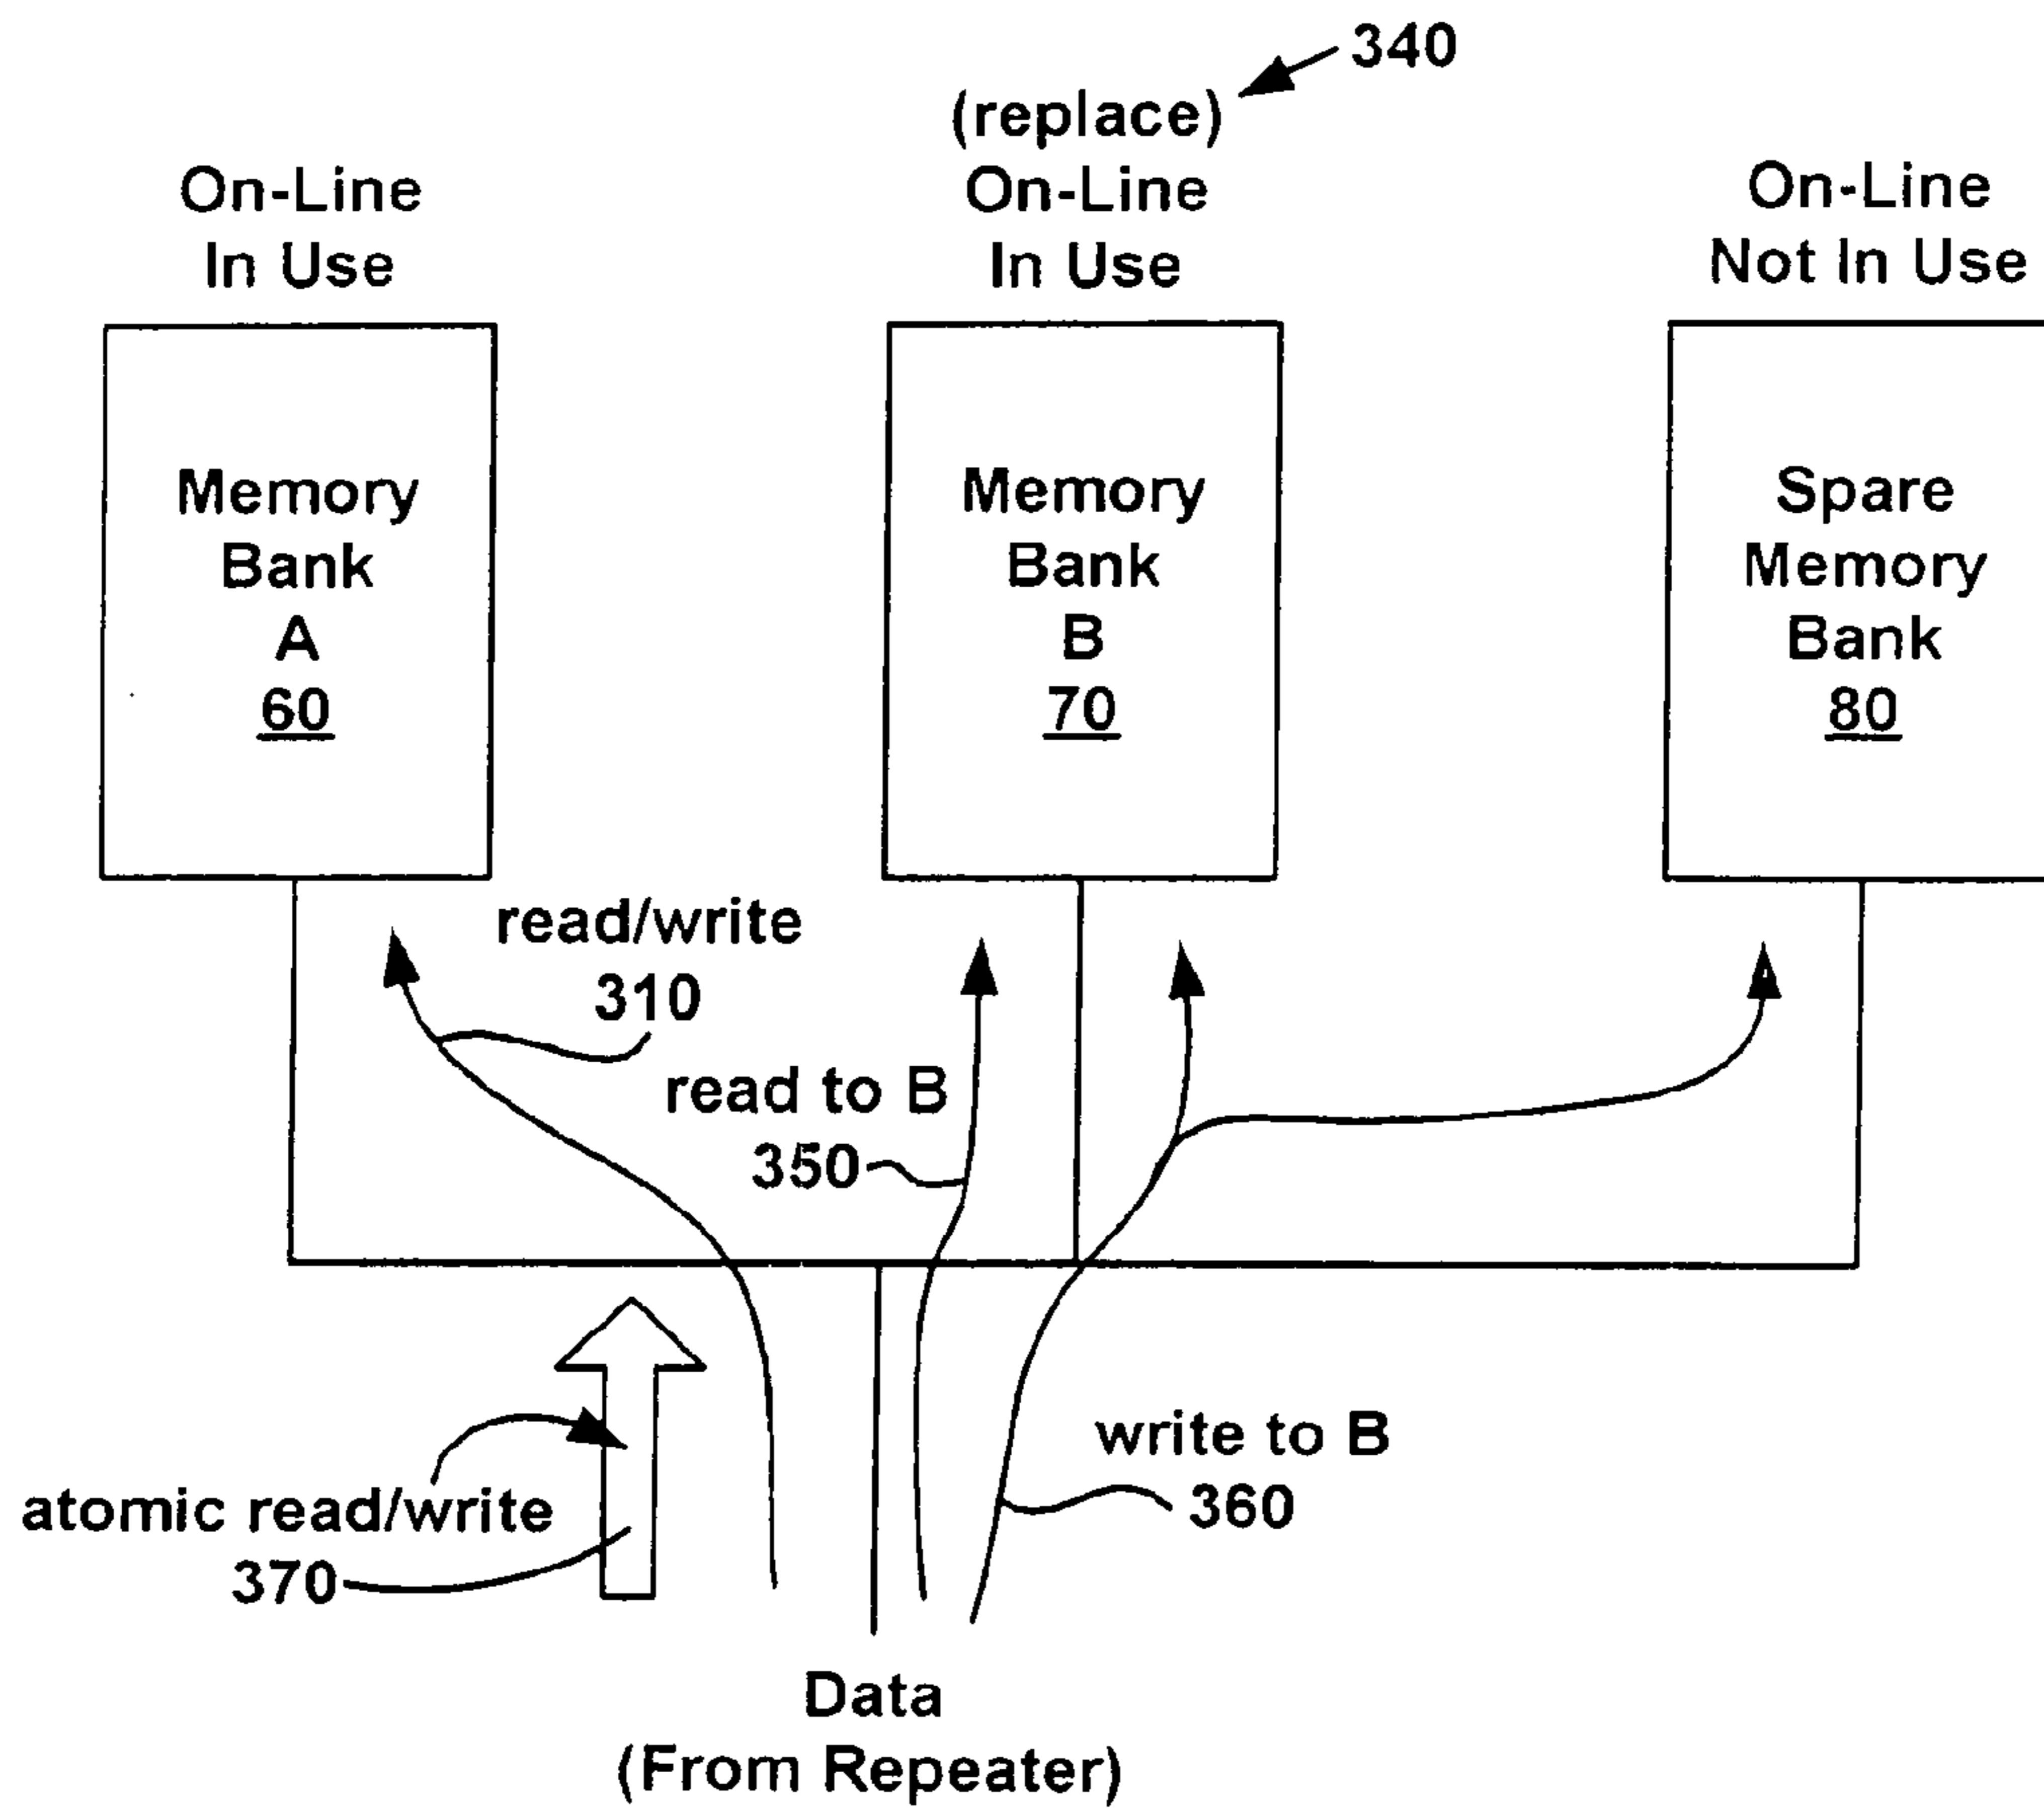 340
(replace)
On-Line
In Use
On-Line
In Use
On-Line
Not In Use
Memory
Bank
A
60
Memory
Bank
B
70
Spare
Memory
Bank
80
read/write
310
read to B
350
write to B
360
atomic read/write
370
Data
(From Repeater)